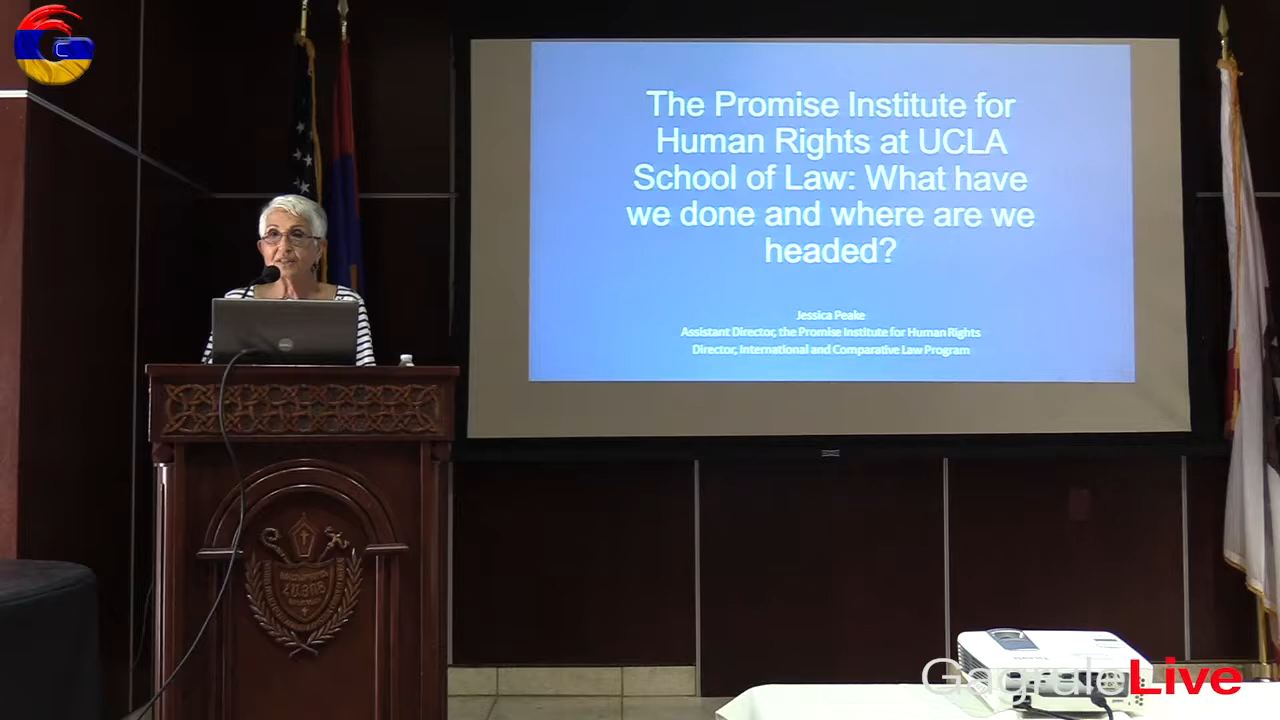 The Promise Institute for
Human Rights at UCLA
School of Law: What have
we done and where are we
headed?
Jessica Peake
Assistant Director, the Promise Institute for Human Rights
Director, International and Comparative Law Program
Live